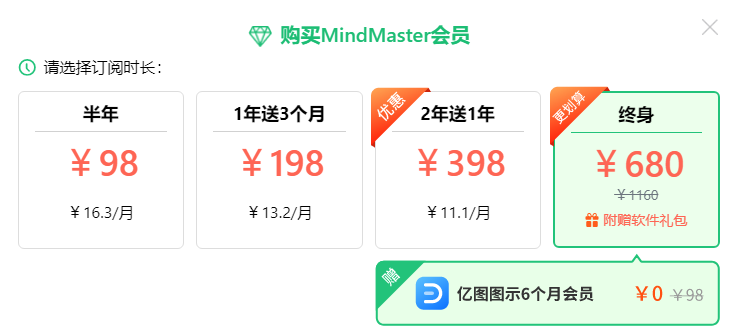 购买MindMaster会员
请选择订阅时长：
半年
￥98
￥16.3/月
1年送3个月
￥198
￥13.2/月
优惠
2年送1年
￥398
￥11.1/月
更划算
终身
￥680
￥1160
附赠软件礼包
赠
亿图图示6个月会员
￥0 ￥98